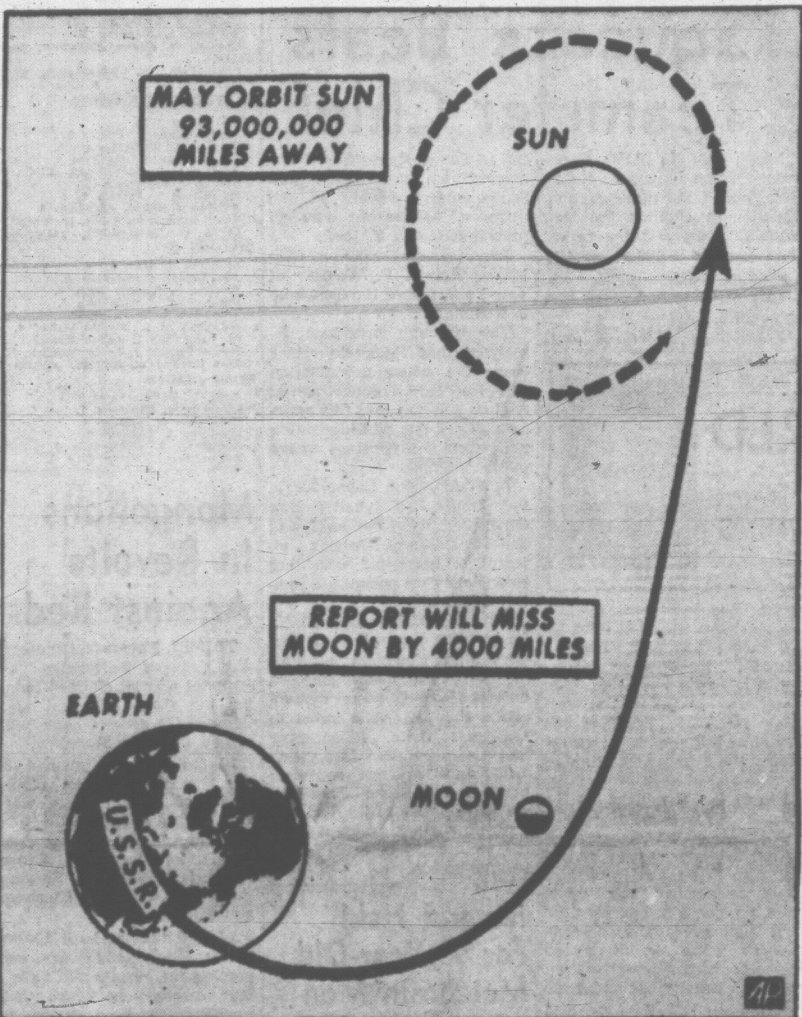 MAY ORBIT SUN
93,000,000
MILES AWAY
SUN
REPORT WILL MISS
MOON BY 4000 MILES
EARTH
U.S.S.R.
MOON
AP